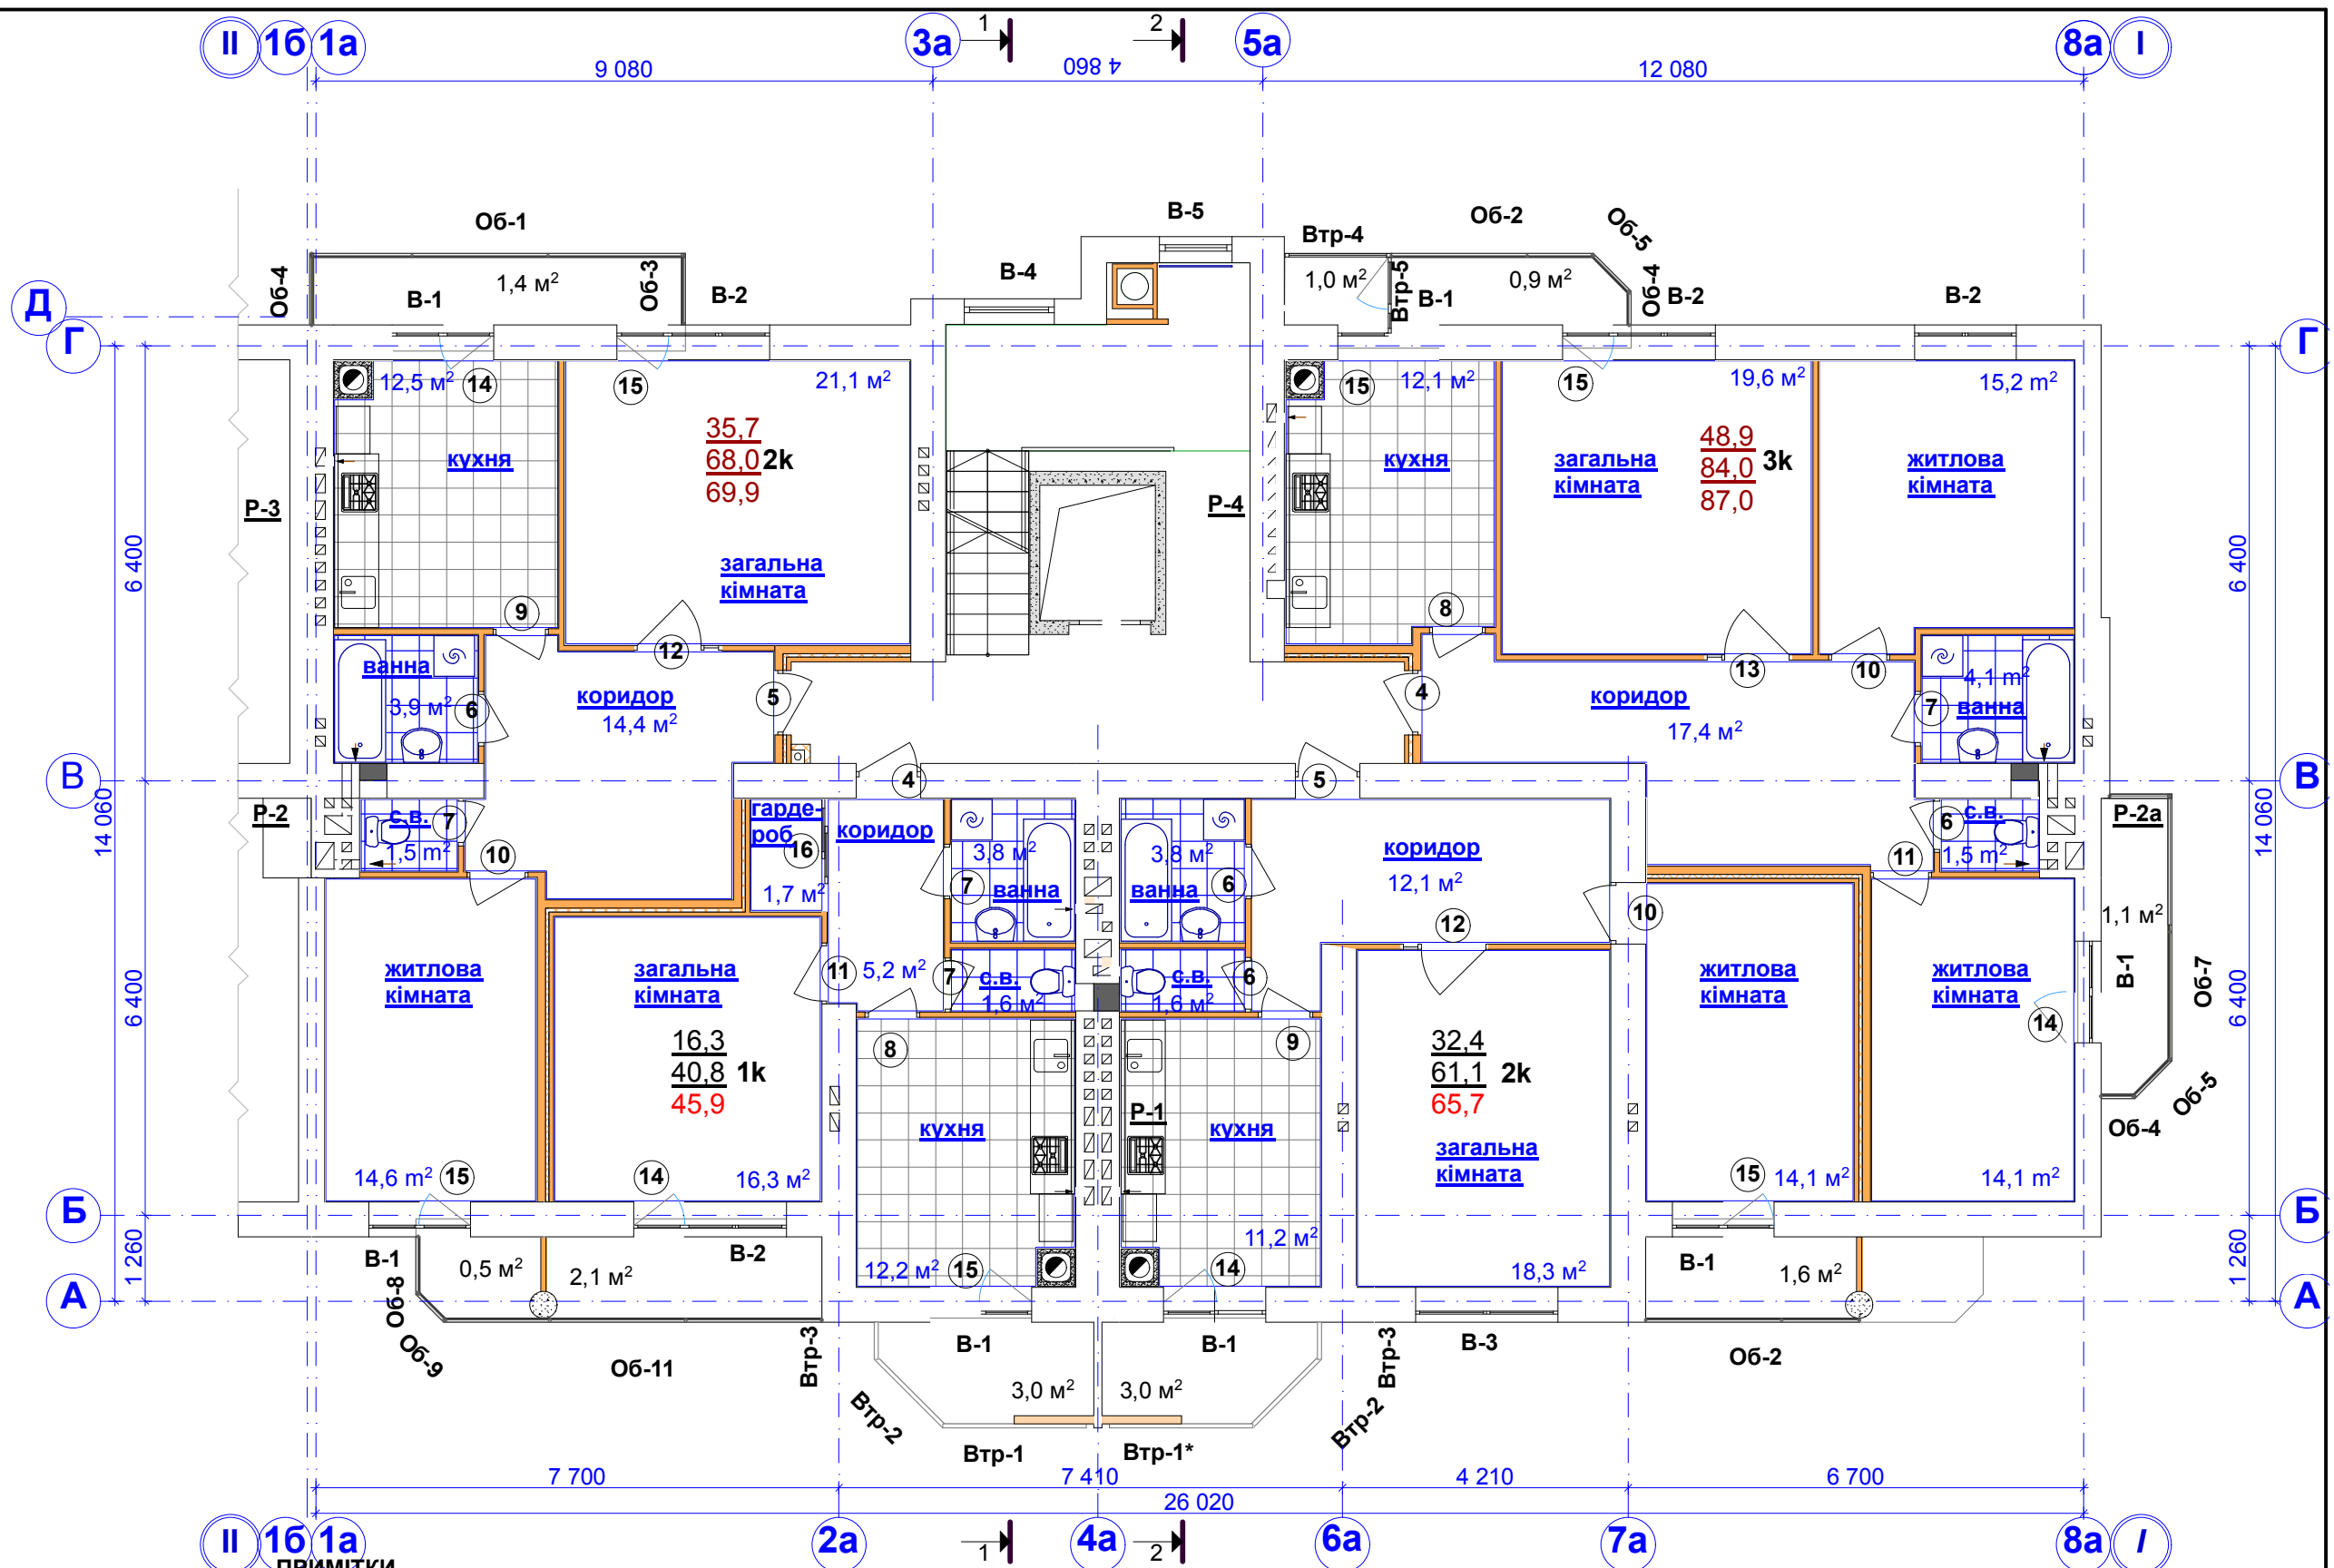 II 1б 1а 3а 1 2 5а 8а I
9 080 4 860 12 080
Об-1 В-5 Об-2 Об-5
Втр-4
Об-4 1,4 м² Об-3 В-4 1,0 м² Втр-5 0,9 м² Об-4
В-1 В-2 В-1 В-2 В-2
Д
Г Г
12,5 м² 14 15 21,1 м² 15 12,1 м² 15 19,6 м² 15,2 m²
35,7 48,9
68,0 2k 84,0 3k
69,9 87,0
кухня кухня загальна житлова
кімната кімната
Р-3 Р-4
6 400 6 400
загальна
кімната
9 8
12 13 10
ванна 4,1 m²
3,9 м² 6 коридор 5 4 коридор 7 ванна
14,4 м² 17,4 м²
В 4 5 В
14 060 14 060
Р-2 с.в. 7 гарде- коридор с.в. Р-2а
роб коридор 6
1,5 m² 10 16 3,8 м² 3,8 м² 11 1,5 m²
1,7 м² 7 ванна ванна 6 12,1 м² 10 1,1 м²
12
житлова загальна 11 5,2 м² 7 с.в. с.в. 6 житлова житлова В-1 Об-7
кімната кімната 1,6 м² 1,6 м² кімната кімната
6 400 6 400
16,3 8 9 32,4 14
40,8 1k 61,1 2k
45,9 65,7
Р-1 Об-5
кухня кухня Об-4
загальна
кімната
14,6 m² 15 14 16,3 м² 15 14,1 м² 14,1 m²
Б Б
11,2 м²
В-1 0,5 м² 2,1 м² В-2 12,2 м² 15 14 18,3 м² В-1 1,6 м²
1 260 1 260
А Об-8 А
Об-9 Об-11 Втр-3 В-1 В-1 Втр-3 В-3 Об-2
3,0 м² 3,0 м²
Втр-2 Втр-2
Втр-1 Втр-1*
7 700 7 410 4 210 6 700
26 020
II 1б 1а 2а 1 4а 2 6а 7а 8а I
ПРИМІТКИ